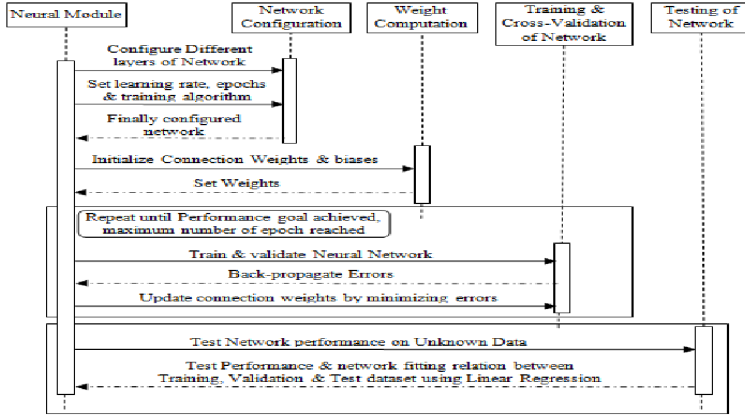 Neural Module
Network
Configuration
Weight
Computation
Training &
Cross-Validation
of Network
Testing of
Network
Configure Different
layers of Network
Set learning rate, epochs
& training algorithm
Finally configured
network
Initialize Connection Weights & biases
Set Weights
Repeat until Performance goal achieved,
maximum number of epoch reached
Train & validate Neural Network
Back-propagate Errors
Update connection weights by minimizing errors
Test Network performance on Unknown Data
Test Performance & network fitting relation between
Training, Validation & Test dataset using Linear Regression